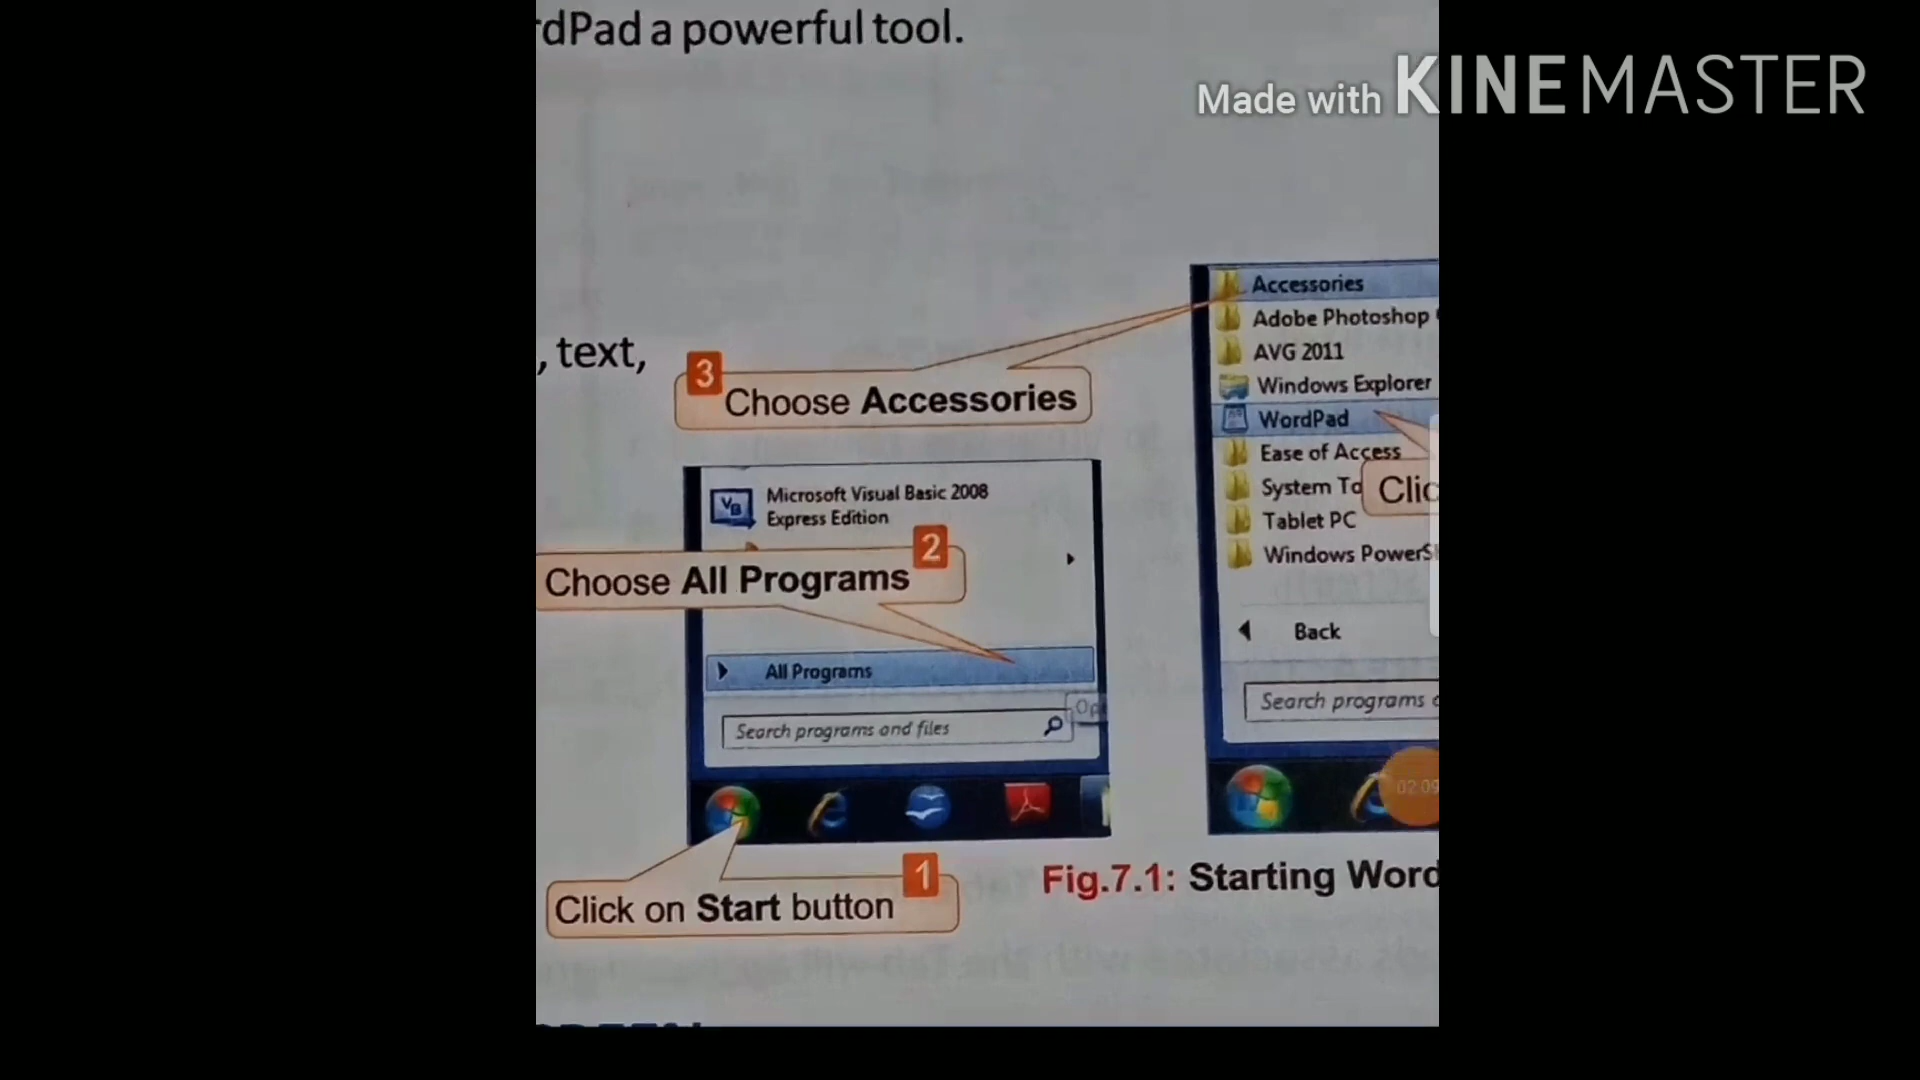 rdPad a powerful tool.
Made with KINEMASTER
, text,
3
Choose Accessories
Accessories
Adobe Photoshop
AVG 2011
Windows Explorer
WordPad
Ease of Access
System To
Clic
Tablet PC
Windows PowerS
Back
Search programs
Microsoft Visual Basic 2008
Express Edition
2
Choose All Programs
All Programs
Search programs and files
Op
02:09
1
Click on Start button
Fig.7.1: Starting Word